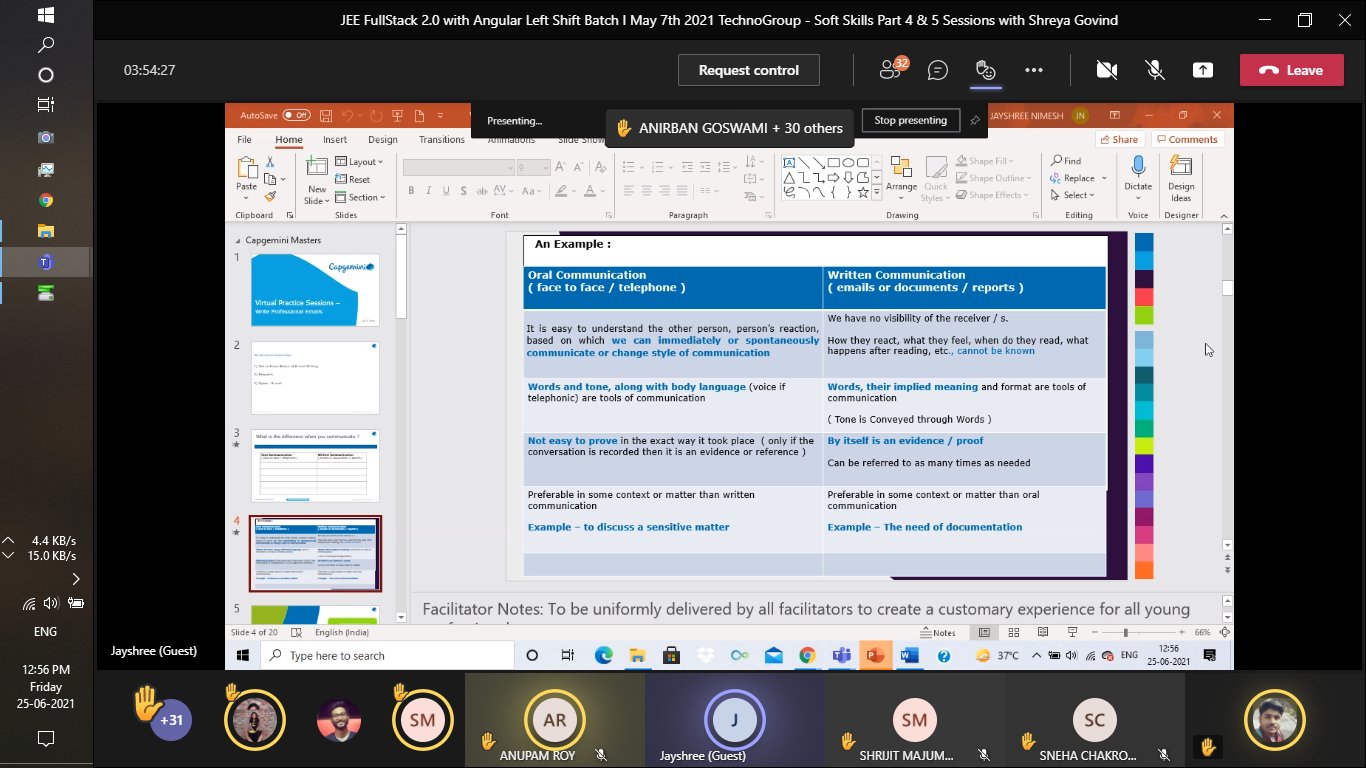 JEE FullStack 2.0 with Angular Left Shift Batch I May 7th 2021 TechnoGroup - Soft Skills Part 4 & 5 Sessions with Shreya Govind
03:54:27
Request control
32
Leave
AutoSave
Off
Presenting...
ANIRBAN GOSWAMI + 30 others
Stop presenting
JAYSHREE NIMESH
JN
File
Home
Insert
Design
Transitions
Animations
Slide Show
Share
Comments
Paste
Clipboard
New
Slide
Layout
Reset
Section
Slides
9
Font
Paragraph
Arrange
Quick
Styles
Shape Fill
Shape Outline
Shape Effects
Drawing
Find
Replace
Select
Editing
Dictate
Voice
Design
Ideas
Designer
Capgemini Masters
1
Capgemini
Virtual Practice Sessions –
Write Professional Emails
2
3
What is the difference when you communicate ?
4
5
An Example :
Oral Communication
( face to face / telephone )
Written Communication
( emails or documents / reports )
It is easy to understand the other person, person's reaction,
based on which we can immediately or spontaneously
communicate or change style of communication
We have no visibility of the receiver / s.
How they react, what they feel, when do they read, what
happens after reading, etc., cannot be known
Words and tone, along with body language (voice if
telephonic) are tools of communication
Words, their implied meaning and format are tools of
communication
( Tone is Conveyed through Words )
Not easy to prove in the exact way it took place ( only if the
conversation is recorded then it is an evidence or reference )
By itself is an evidence / proof
Can be referred to as many times as needed
Preferable in some context or matter than written
communication
Example – to discuss a sensitive matter
Preferable in some context or matter than oral
communication
Example – The need of documentation
Facilitator Notes: To be uniformly delivered by all facilitators to create a customary experience for all young
Slide 4 of 20
English (India)
Notes
66%
Type here to search
37°C
ENG
12:56
25-06-2021
Jayshree (Guest)
4.4 KB/s
15.0 KB/s
ENG
12:56 PM
Friday
25-06-2021
+31
SM
AR
ANUPAM ROY
J
Jayshree (Guest)
SM
SHRIJIT MAJUM...
SC
SNEHA CHAKRO...